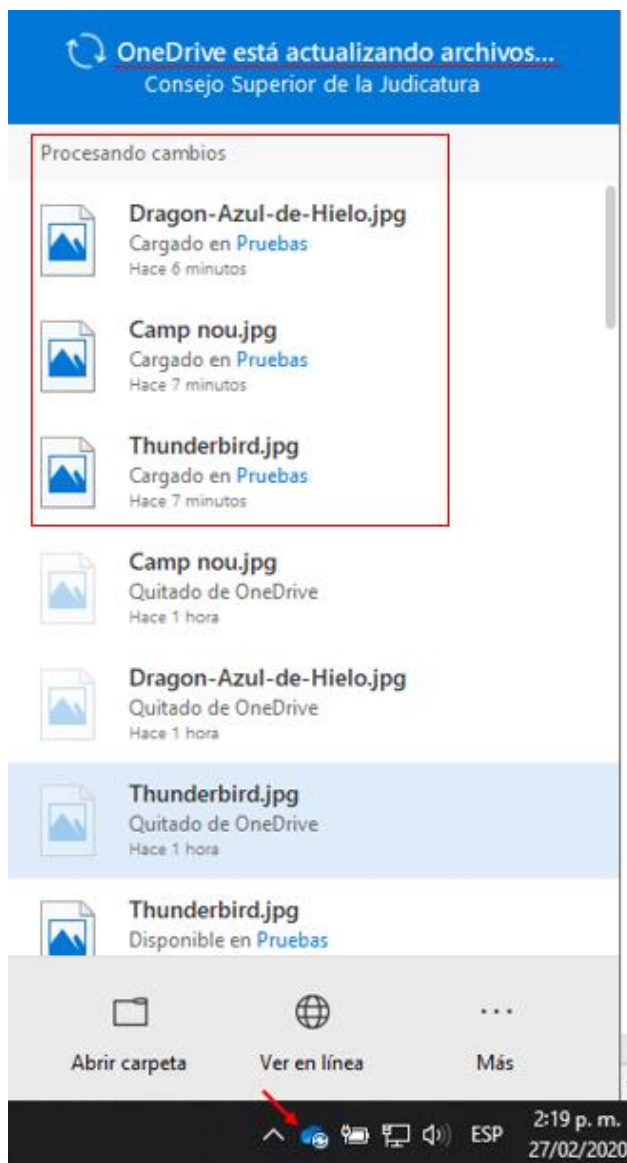 OneDrive está actualizando archivos...
Consejo Superior de la Judicatura
Procesando cambios
Dragon-Azul-de-Hielo.jpg
Cargado en Pruebas
Hace 6 minutos
Camp nou.jpg
Cargado en Pruebas
Hace 7 minutos
Thunderbird.jpg
Cargado en Pruebas
Hace 7 minutos
Camp nou.jpg
Quitado de OneDrive
Hace 1 hora
Dragon-Azul-de-Hielo.jpg
Quitado de OneDrive
Hace 1 hora
Thunderbird.jpg
Quitado de OneDrive
Hace 1 hora
Thunderbird.jpg
Disponible en Pruebas
Abrir carpeta Ver en línea Más
ESP 2:19 p. m.
27/02/2020